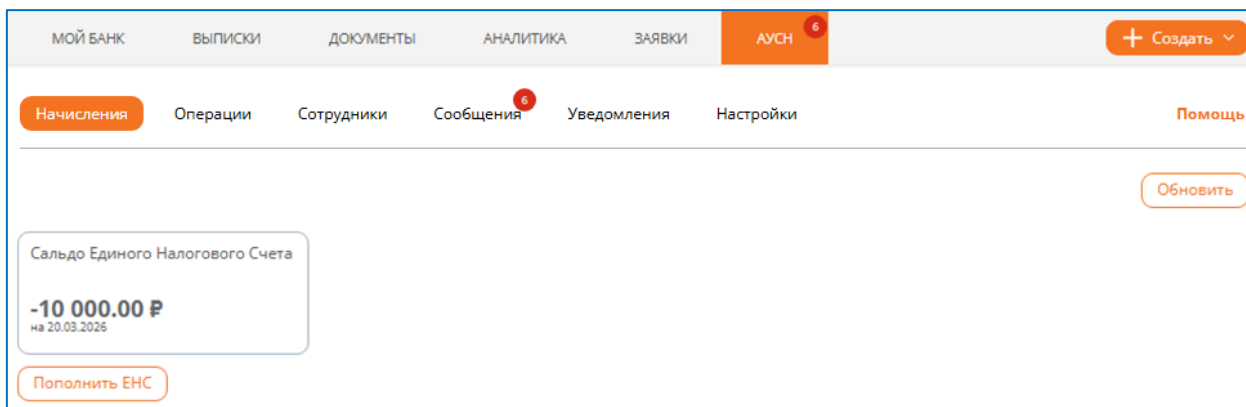 МОЙ БАНК ВЫПИСКИ ДОКУМЕНТЫ АНАЛИТИКА ЗАЯВКИ АУСН 6 + Создать
Начисления Операции Сотрудники Сообщения 6 Уведомления Настройки Помощь
Обновить
Сальдо Единого Налогового Счета
-10 000.00 ₽
на 20.03.2026
Пополнить ЕНС